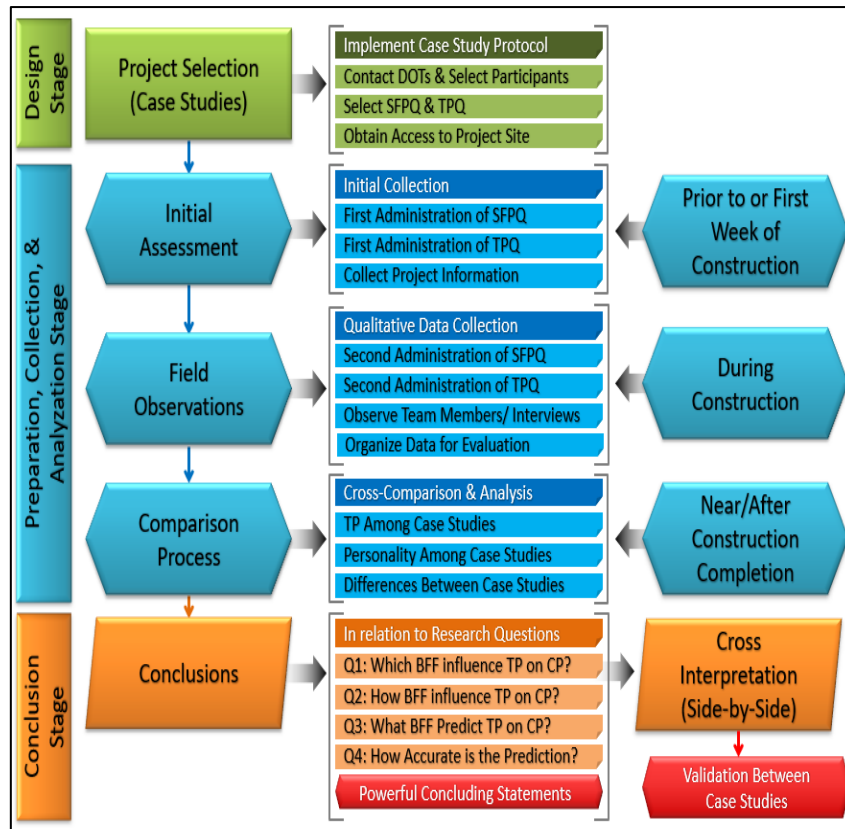 Design
Stage
Project Selection
(Case Studies)
Implement Case Study Protocol
Contact DOTs & Select Participants
Select SFPQ & TPQ
Obtain Access to Project Site
Preparation, Collection, &
Analyzation Stage
Initial
Assessment
Initial Collection
First Administration of SFPQ
First Administration of TPQ
Collect Project Information
Prior to or First
Week of
Construction
Field
Observations
Qualitative Data Collection
Second Administration of SFPQ
Second Administration of TPQ
Observe Team Members/ Interviews
Organize Data for Evaluation
During
Construction
Comparison
Process
Cross-Comparison & Analysis
TP Among Case Studies
Personality Among Case Studies
Differences Between Case Studies
Near/After
Construction
Completion
Conclusion
Stage
Conclusions
In relation to Research Questions
Q1: Which BFF influence TP on CP?
Q2: How BFF influence TP on CP?
Q3: What BFF Predict TP on CP?
Q4: How Accurate is the Prediction?
Powerful Concluding Statements
Cross
Interpretation
(Side-by-Side)
Validation Between
Case Studies